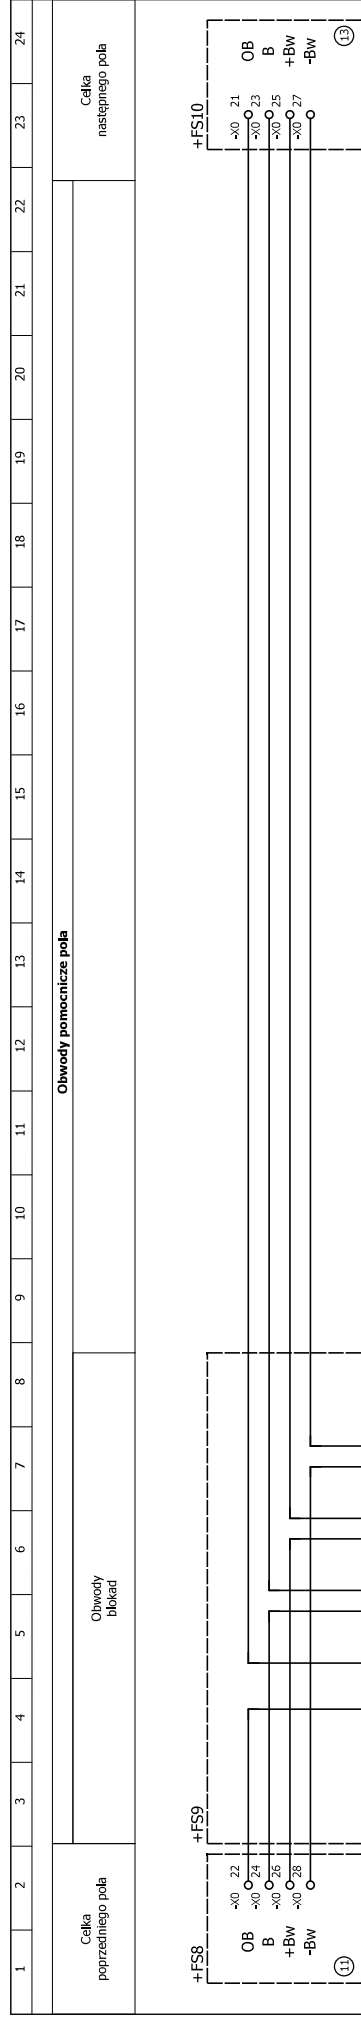 1 2 3 4 5 6 7 8 9 10 11 12 13 14 15 16 17 18 19 20 21 22 23 24
Obwody pomocnicze pola
Celka
poprzedniego pola
Obwody
blokad
Celka
następnego pola
+FS8
OB -X0 22
B -X0 24
+Bw -X0 26
-Bw -X0 28
11
+FS9
+FS10
-X0 21 OB
-X0 23 B
-X0 25 +Bw
-X0 27 -Bw
13